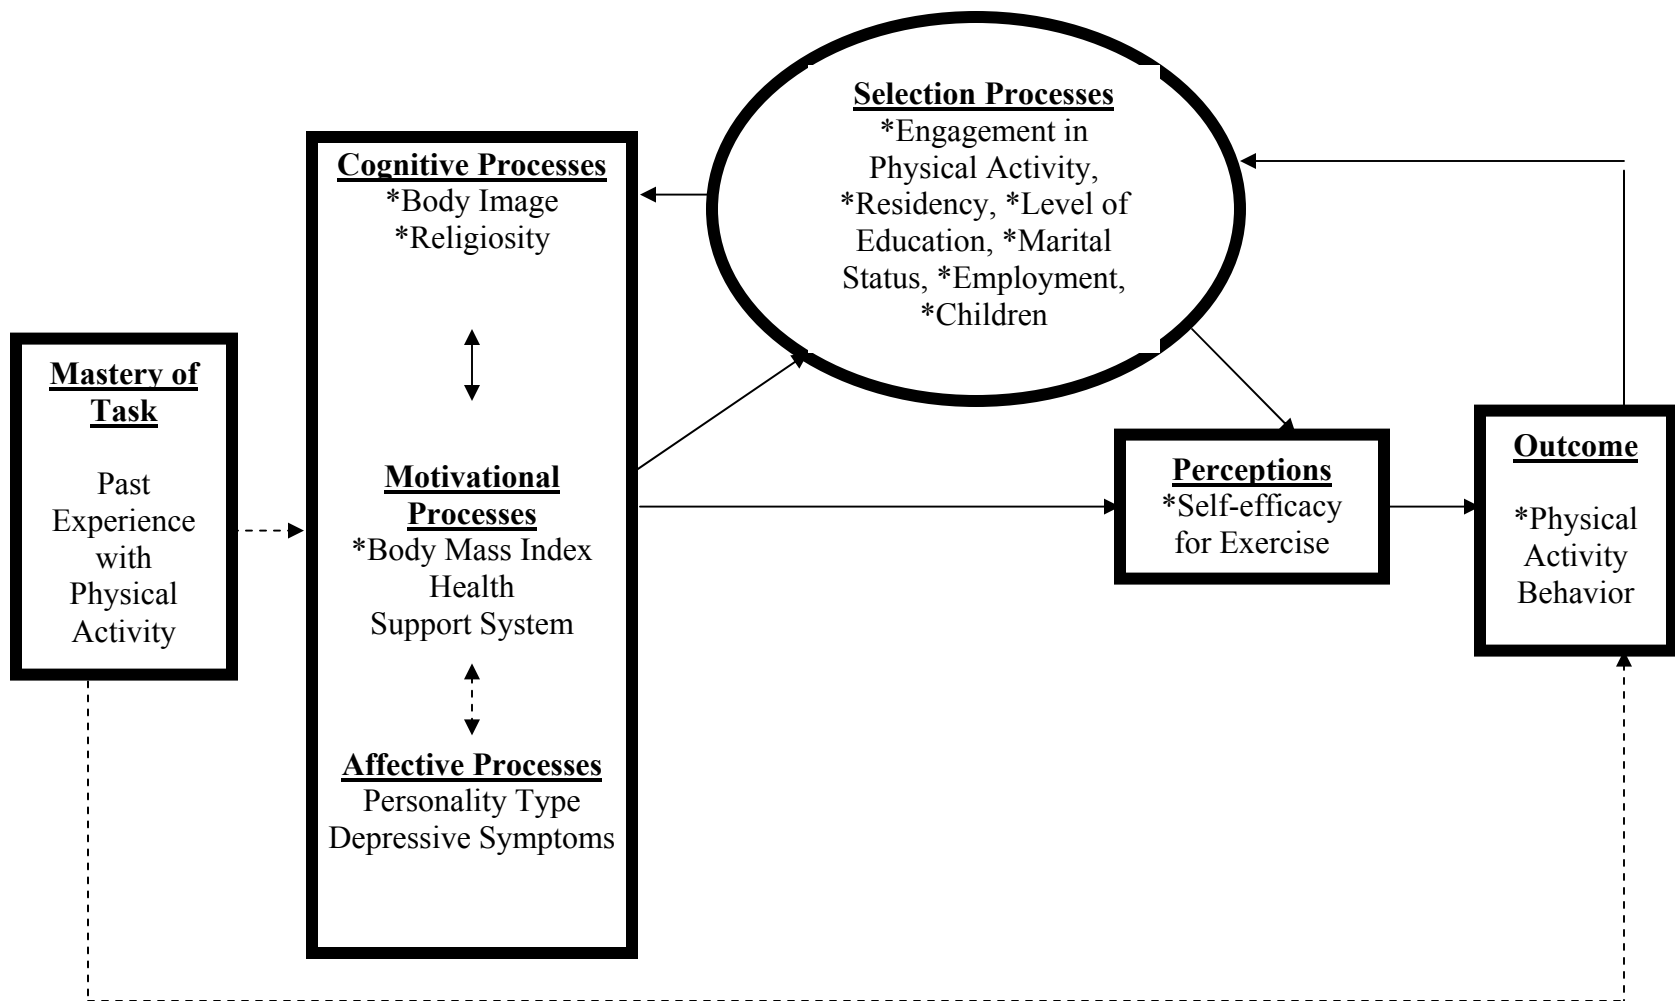 Mastery of
Task
Past
Experience
with
Physical
Activity
Cognitive Processes
*Body Image
*Religiosity
Motivational
Processes
*Body Mass Index
Health
Support System
Affective Processes
Personality Type
Depressive Symptoms
Selection Processes
*Engagement in
Physical Activity,
*Residency, *Level of
Education, *Marital
Status, *Employment,
*Children
Perceptions
*Self-efficacy
for Exercise
Outcome
*Physical
Activity
Behavior